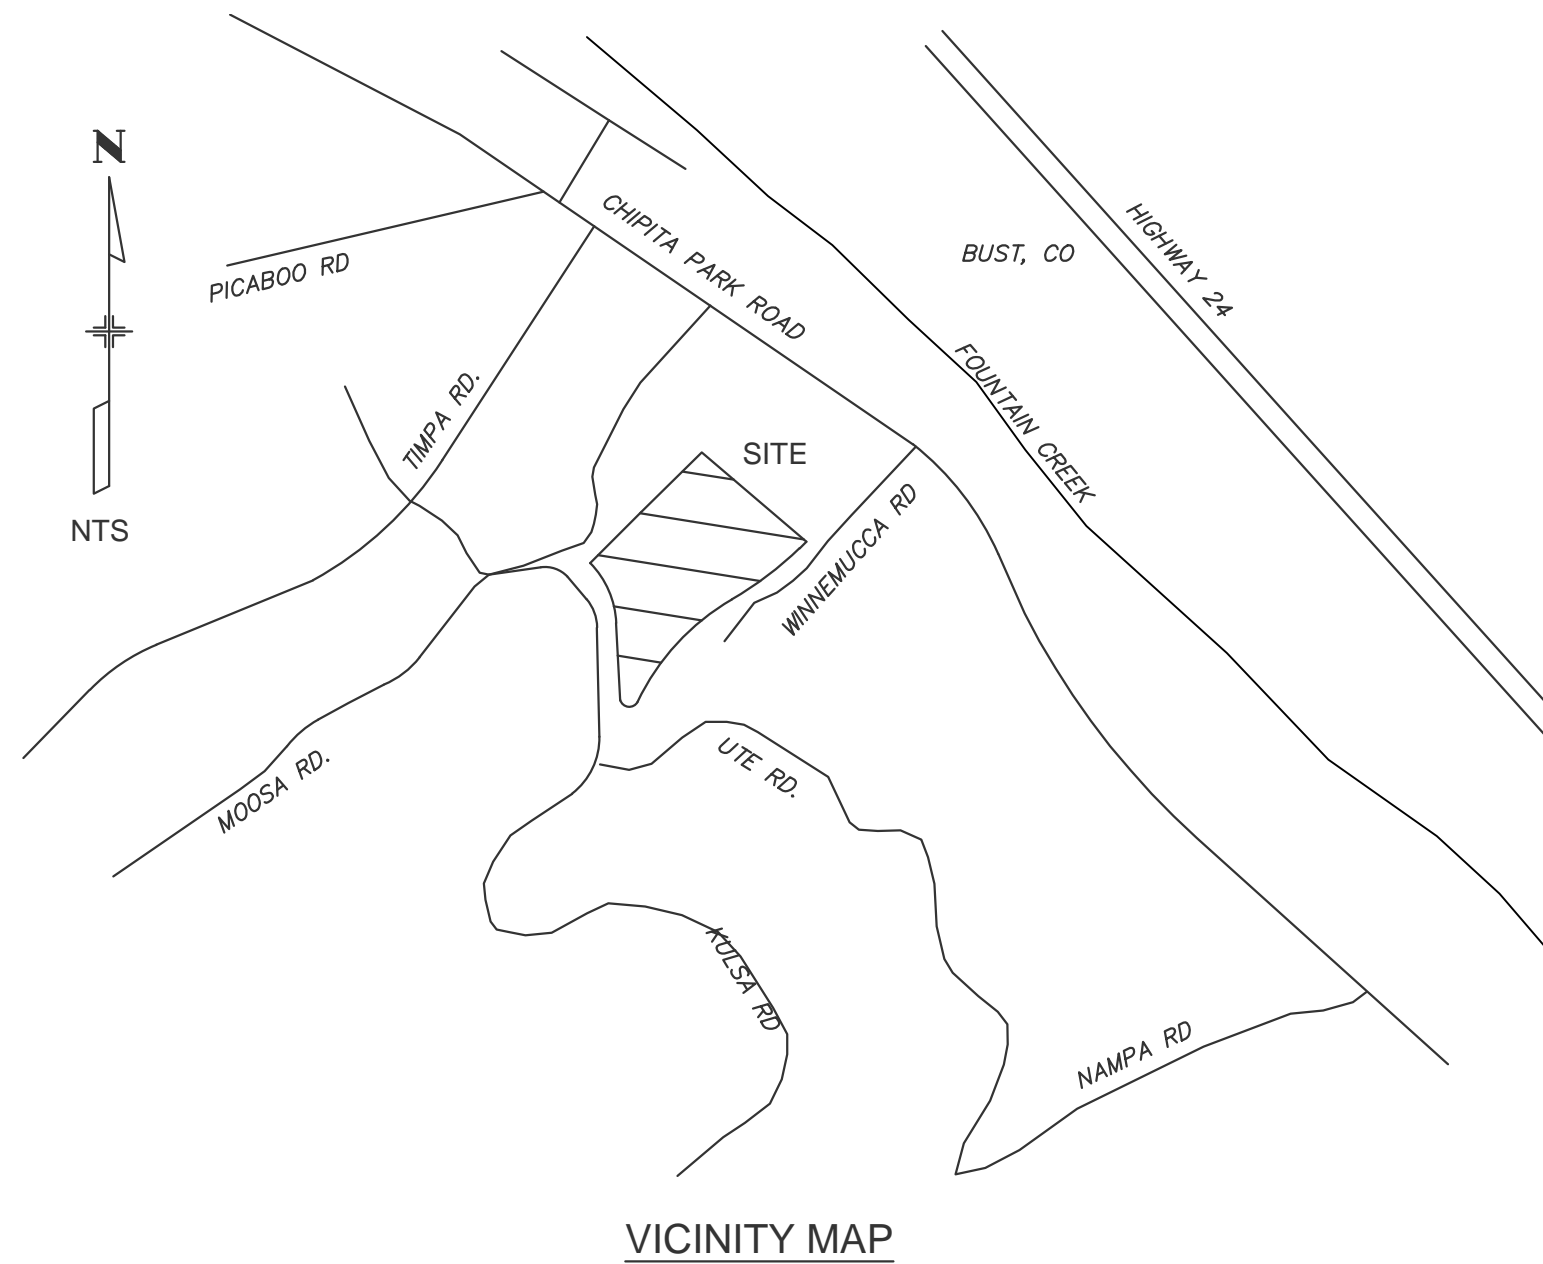 N
CHIPITA PARK ROAD
HIGHWAY 24
BUST, CO
PICABOO RD
FOUNTAIN CREEK
TIMPA RD.
SITE
NTS
WINNEMUCCA RD
UTE RD.
MOOSA RD.
KULSA RD
NAMPA RD
VICINITY MAP